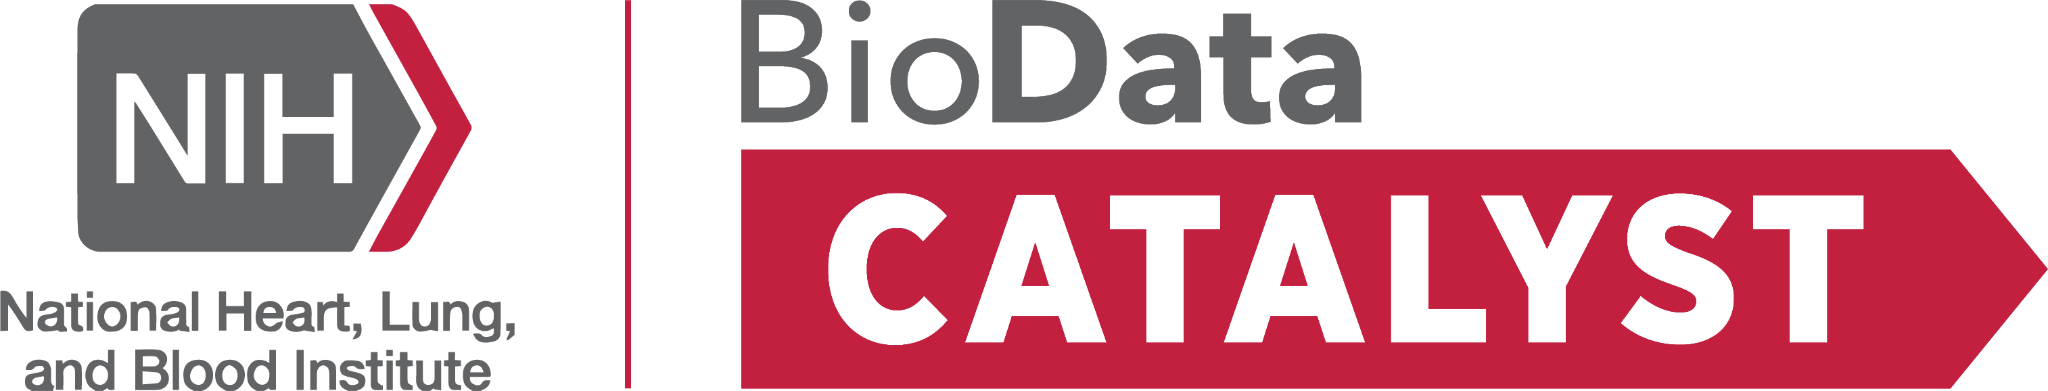 NIH
National Heart, Lung,
and Blood Institute
BioData
CATALYST